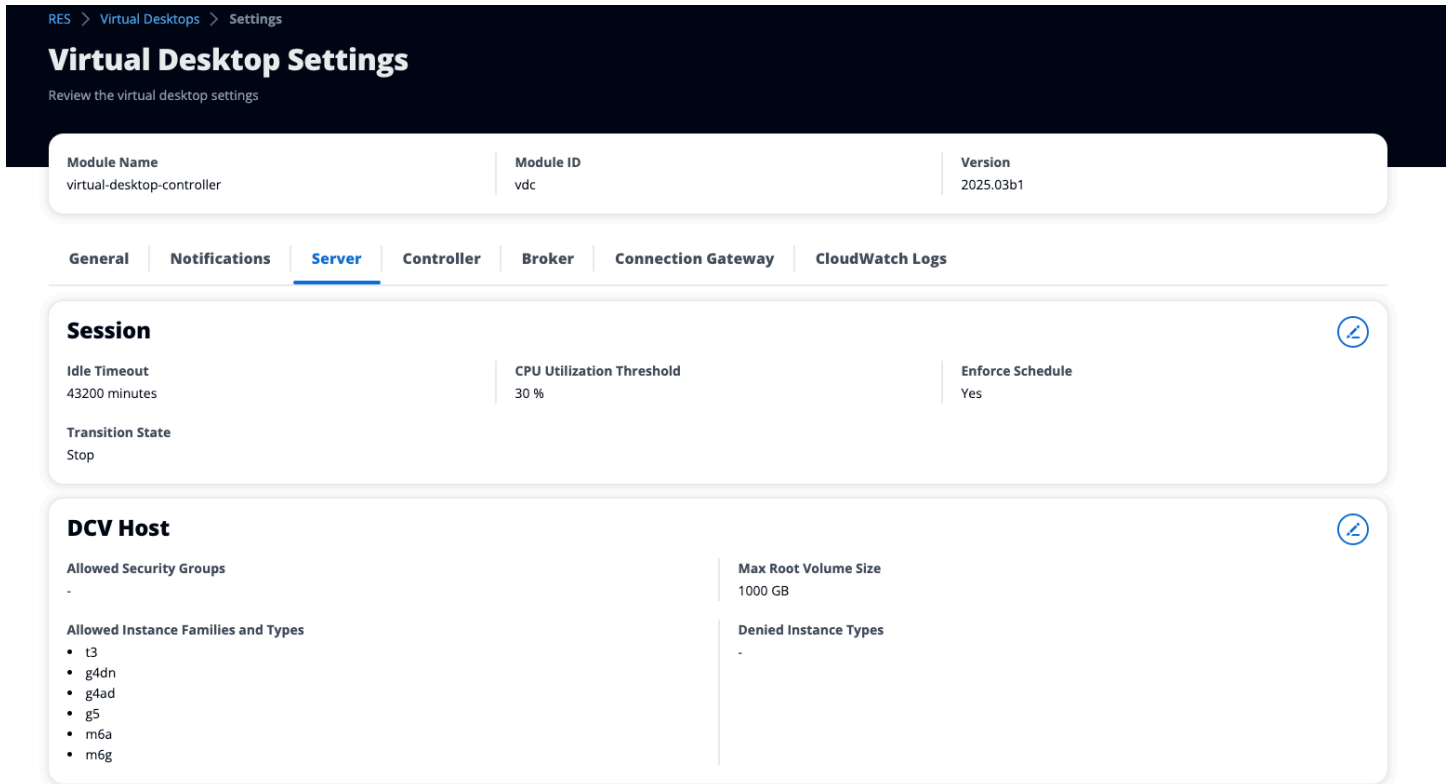 RES > Virtual Desktops > Settings
Virtual Desktop Settings
Review the virtual desktop settings
Module Name
virtual-desktop-controller
Module ID
vdc
Version
2025.03b1
General Notifications Server Controller Broker Connection Gateway CloudWatch Logs
Session
Idle Timeout
43200 minutes
CPU Utilization Threshold
30 %
Enforce Schedule
Yes
Transition State
Stop
DCV Host
Allowed Security Groups
-
Max Root Volume Size
1000 GB
Allowed Instance Families and Types
• t3
• g4dn
• g4ad
• g5
• m6a
• m6g
Denied Instance Types
-